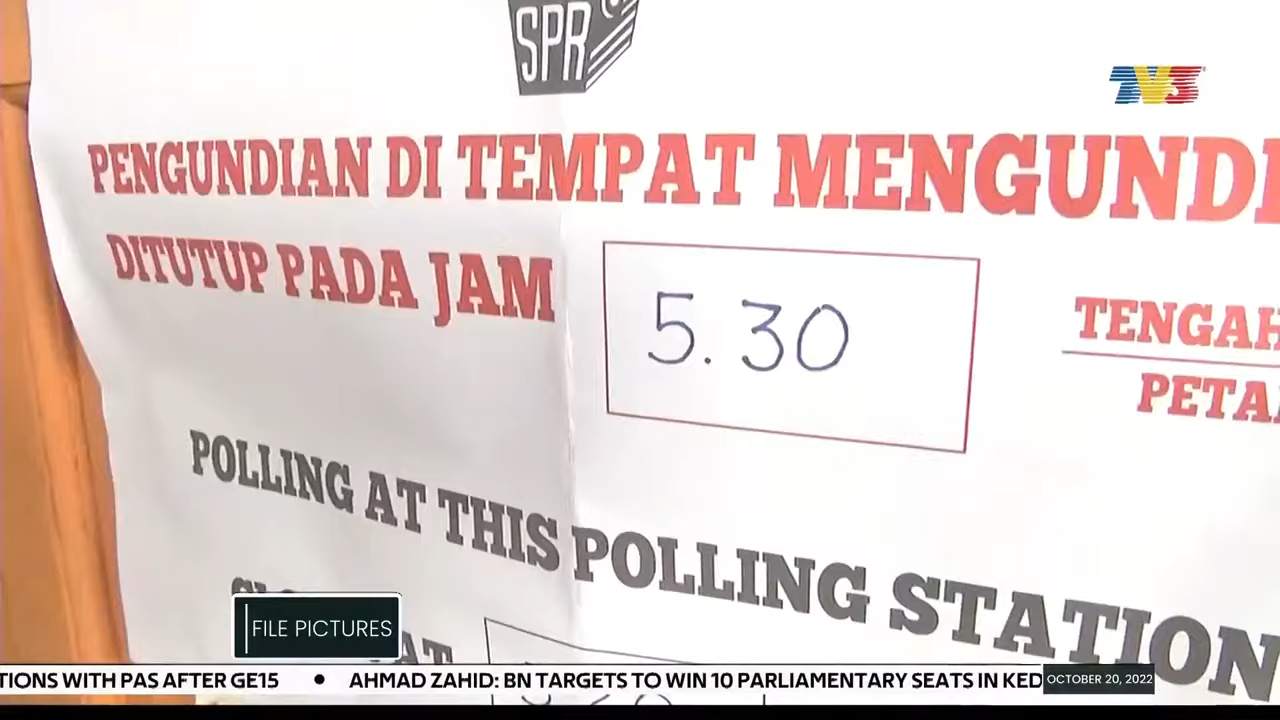 SPR
TV3
PENGUNDIAN DI TEMPAT MENGUNDI
DITUTUP PADA JAM 5.30
TENGAH
PETA
POLLING AT THIS POLLING STATION
AT
FILE PICTURES
TIONS WITH PAS AFTER GE15 • AHMAD ZAHID: BN TARGETS TO WIN 10 PARLIAMENTARY SEATS IN KED
OCTOBER 20, 2022